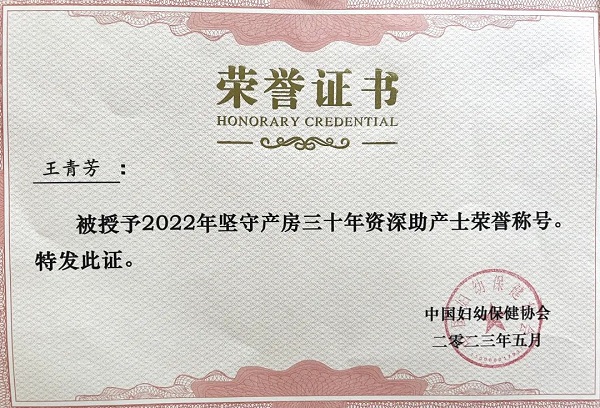 荣誉证书
HONORARY CREDENTIAL
王青芳：
被授予2022年坚守产房三十年资深助产士荣誉称号。
特发此证。
中国妇幼保健协会
二零二三年五月